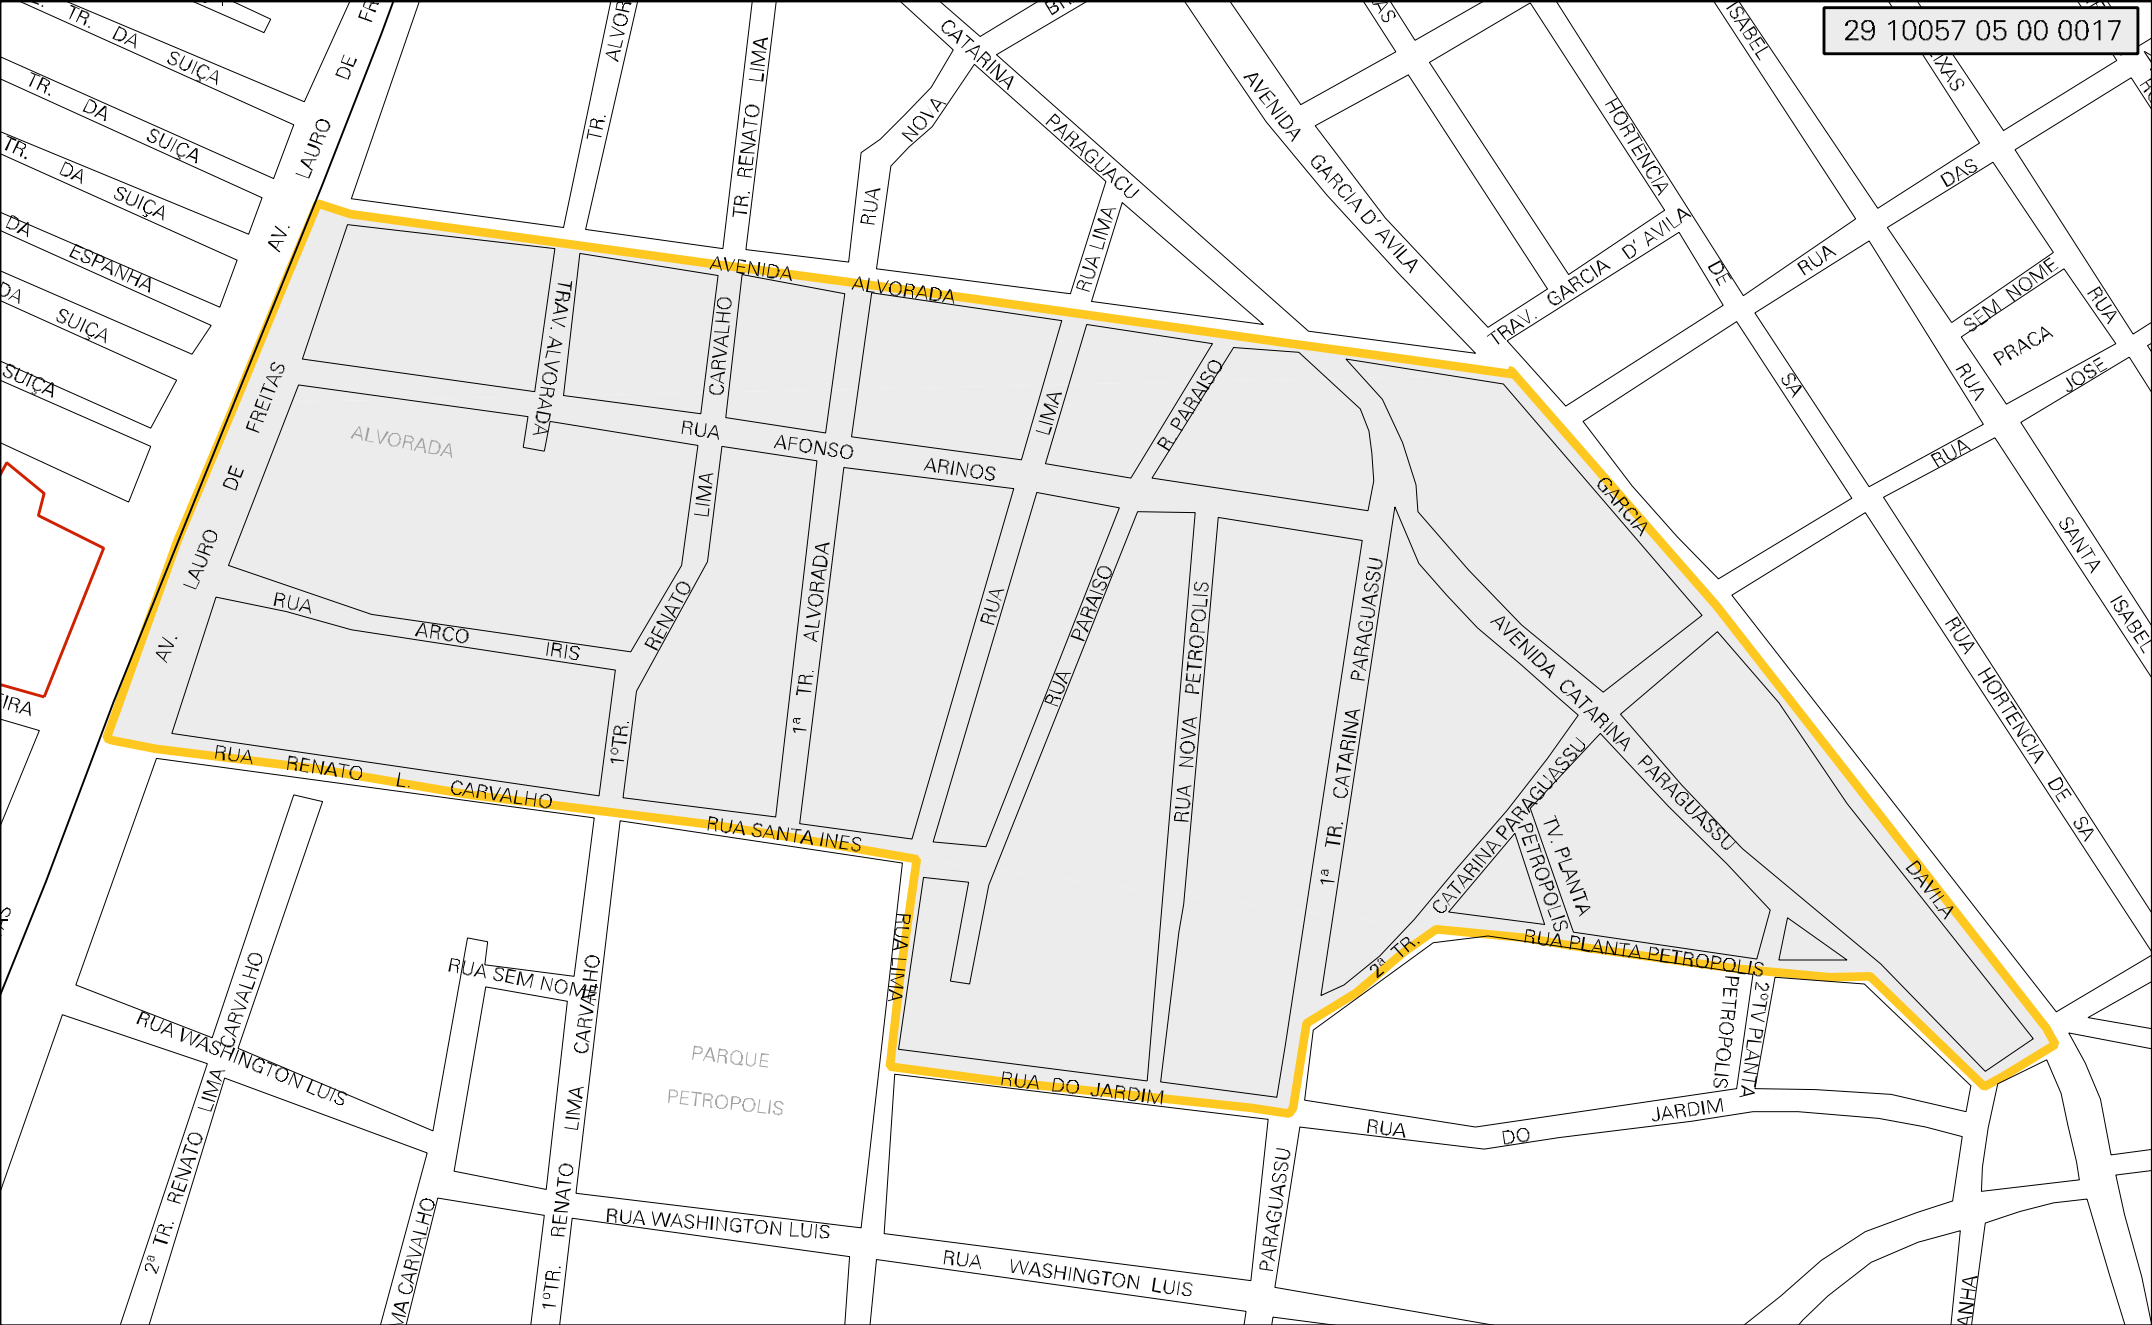 29 10057 05 00 0017
TR. DA SUIÇA
TR. DA SUIÇA
TR. DA SUIÇA
DA ESPANHA
DA SUIÇA
SUIÇA
AV. LAURO DE
TR.
TR. RENATO LIMA
RUA NOVA
CATARINA PARAGUACU
RUA LIMA
AVENIDA GARCIA D'AVILA
TRAV. GARCIA D' AVILA
HORTENCIA DE SA
ISABEL
RUA DAS
SEM NOME
PRACA
RUA
RUA JOSE
RUA
SANTA ISABEL
RUA HORTENCIA DE SA
AVENIDA ALVORADA
TRAV. ALVORADA
CARVALHO
LIMA
R. PARAISO
AV. LAURO DE FREITAS
ALVORADA
RUA AFONSO ARINOS
LIMA
RENATO
1ºTR.
1ª TR. ALVORADA
RUA
RUA PARAISO
RUA NOVA PETROPOLIS
1ª TR. CATARINA PARAGUASSU
GARCIA DAVILA
AVENIDA CATARINA PARAGUASSU
2ª TR. CATARINA PARAGUASSU
TV. PLANTA
PETROPOLIS
RUA PLANTA PETROPOLIS
RUA ARCO IRIS
RUA RENATO L. CARVALHO
RUA SANTA INES
RUA LIMA
RUA DO JARDIM
2ºTV PLANTA
PETROPOLIS
RUA DO JARDIM
RUA SEM NOME
RUA WASHINGTON LUIS
2ª TR. RENATO LIMA CARVALHO
1ºTR. RENATO LIMA CARVALHO
PARQUE
PETROPOLIS
RUA WASHINGTON LUIS
RUA WASHINGTON LUIS
PARAGUASSU
CARVALHO